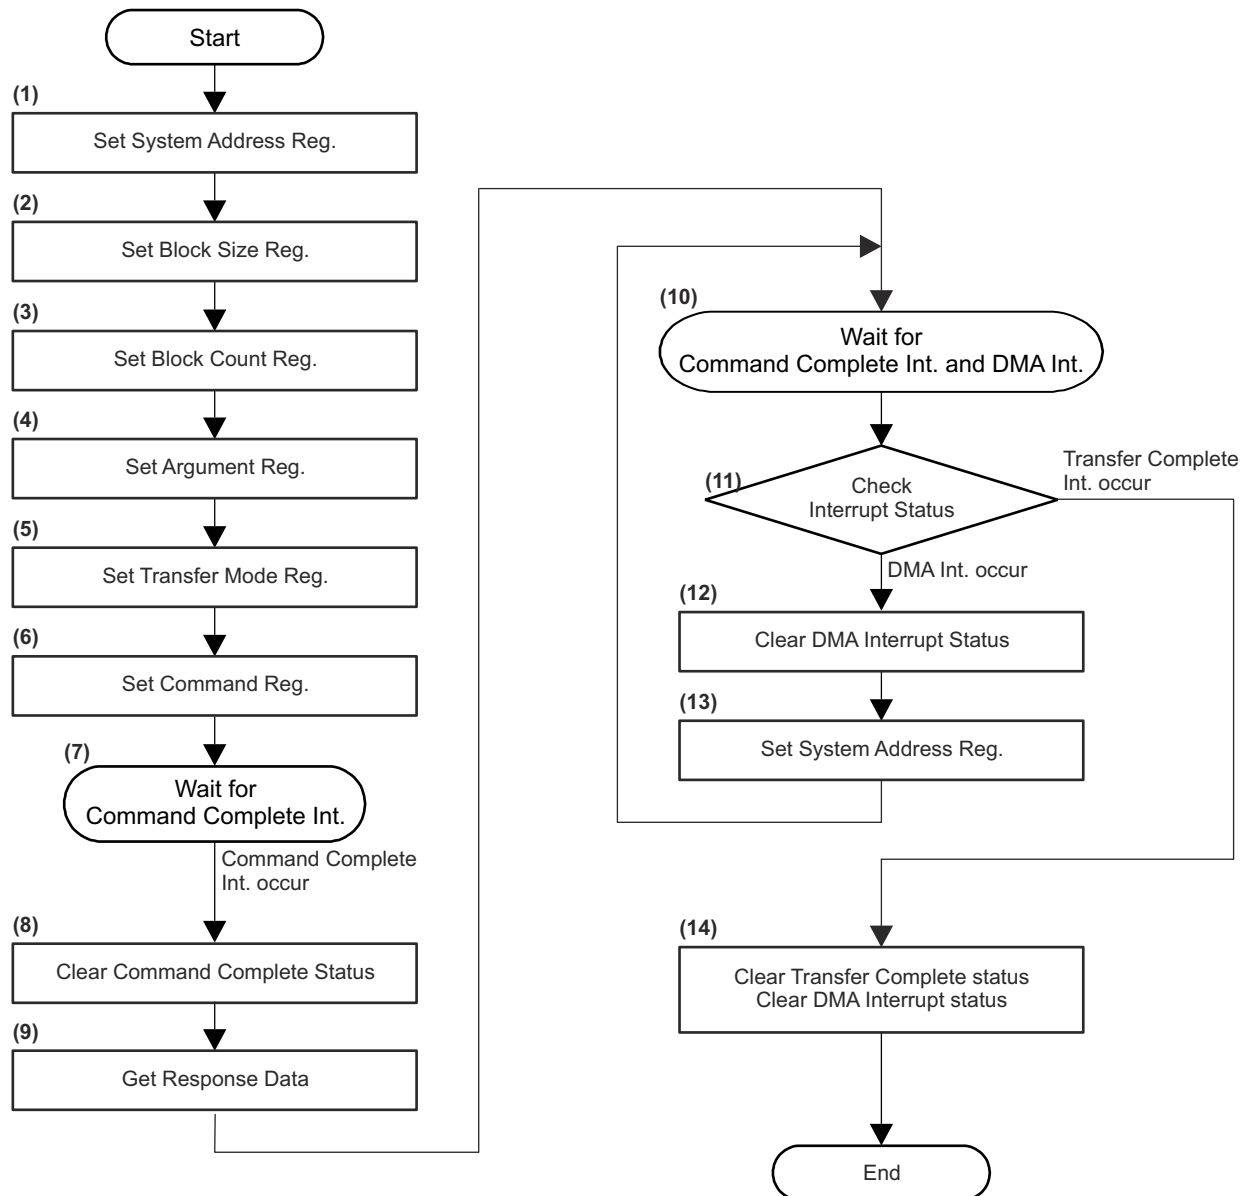 Start
(1)
Set System Address Reg.
(2)
Set Block Size Reg.
(3)
Set Block Count Reg.
(4)
Set Argument Reg.
(5)
Set Transfer Mode Reg.
(6)
Set Command Reg.
(7)
Wait for
Command Complete Int.
Command Complete
Int. occur
(8)
Clear Command Complete Status
(9)
Get Response Data
(10)
Wait for
Command Complete Int. and DMA Int.
(11)
Check
Interrupt Status
Transfer Complete
Int. occur
DMA Int. occur
(12)
Clear DMA Interrupt Status
(13)
Set System Address Reg.
(14)
Clear Transfer Complete status
Clear DMA Interrupt status
End